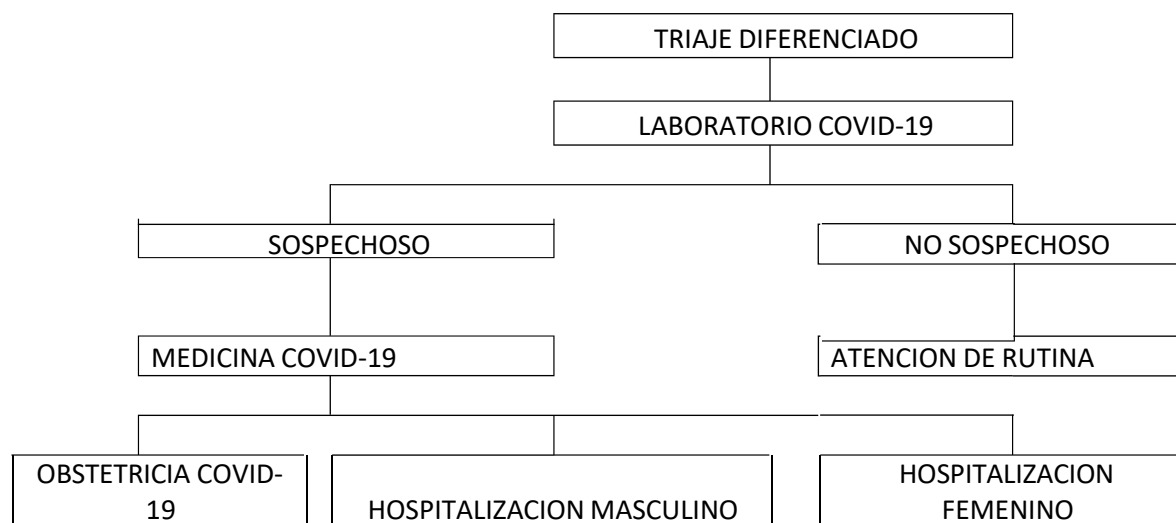 TRIAJE DIFERENCIADO
LABORATORIO COVID-19
SOSPECHOSO
NO SOSPECHOSO
MEDICINA COVID-19
ATENCION DE RUTINA
OBSTETRICIA COVID-
19
HOSPITALIZACION MASCULINO
HOSPITALIZACION
FEMENINO